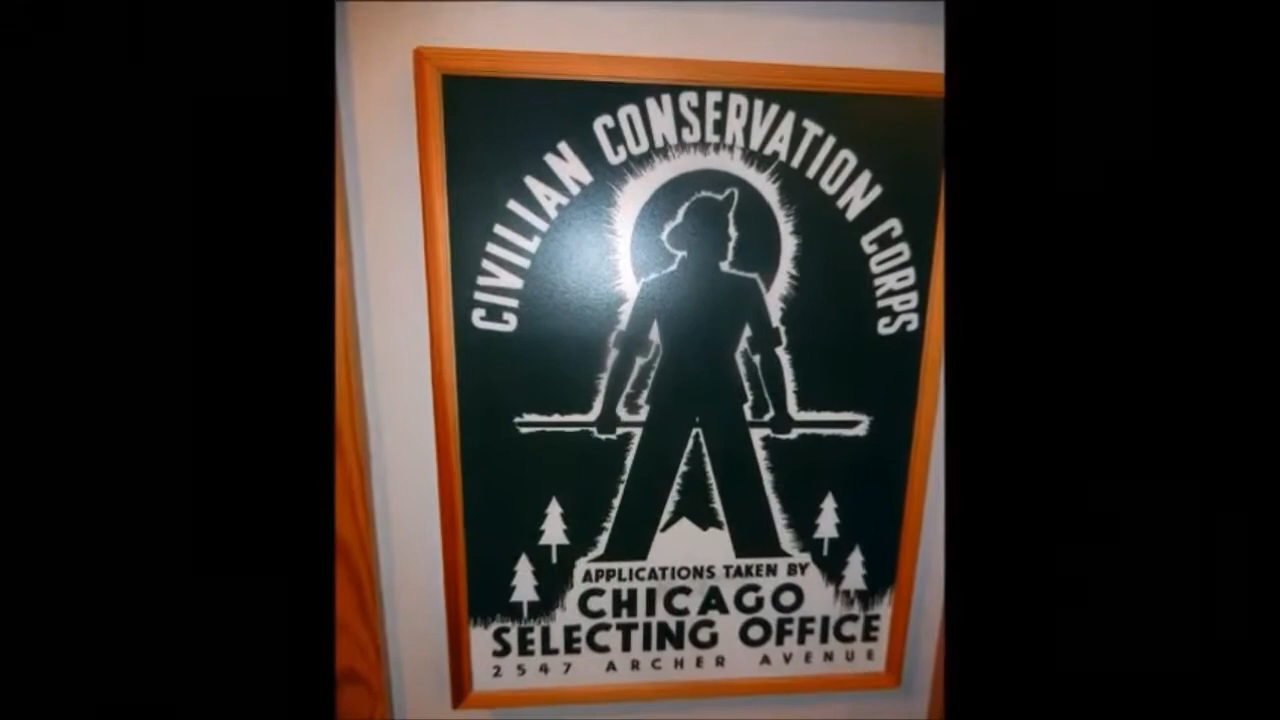 CIVILIAN CONSERVATION CORPS
APPLICATIONS TAKEN BY
CHICAGO
SELECTING OFFICE
2547 ARCHER AVENUE